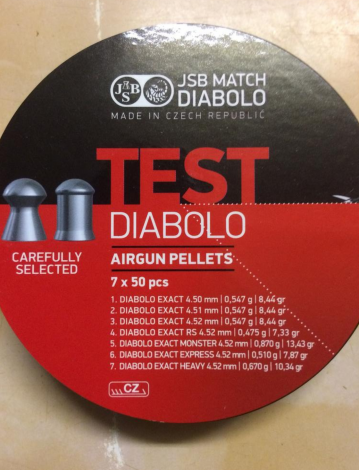 JSB
JSB MATCH
DIABOLO
MADE IN CZECH REPUBLIC
TEST
DIABOLO
CAREFULLY
SELECTED
AIRGUN PELLETS
7 x 50 pcs
1. DIABOLO EXACT 4.50 mm | 0,547 g | 8,44 gr
2. DIABOLO EXACT 4.51 mm | 0,547 g | 8,44 gr
3. DIABOLO EXACT 4.52 mm | 0,547 g | 8,44 gr
4. DIABOLO EXACT RS 4.52 mm | 0,475 g | 7,33 gr
5. DIABOLO EXACT MONSTER 4.52 mm | 0,870 g | 13,43 gr
6. DIABOLO EXACT EXPRESS 4.52 mm | 0,510 g | 7,87 gr
7. DIABOLO EXACT HEAVY 4.52 mm | 0,670 g | 10,34 gr
CZ